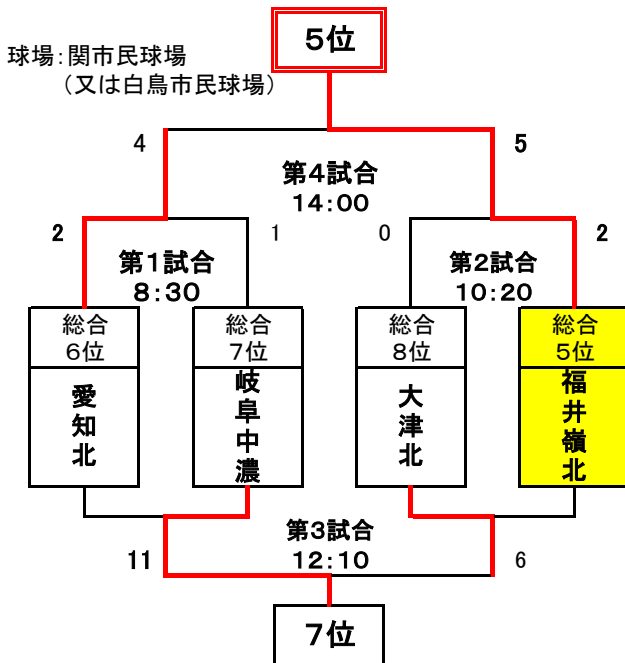 5位
球場:関市民球場
(又は白鳥市民球場)
4
5
第4試合
14:00
2
1
0
2
第1試合
8:30
第2試合
10:20
総合
6位
総合
7位
総合
8位
総合
5位
愛知北
岐阜中濃
大津北
福井嶺北
第3試合
12:10
11
6
7位